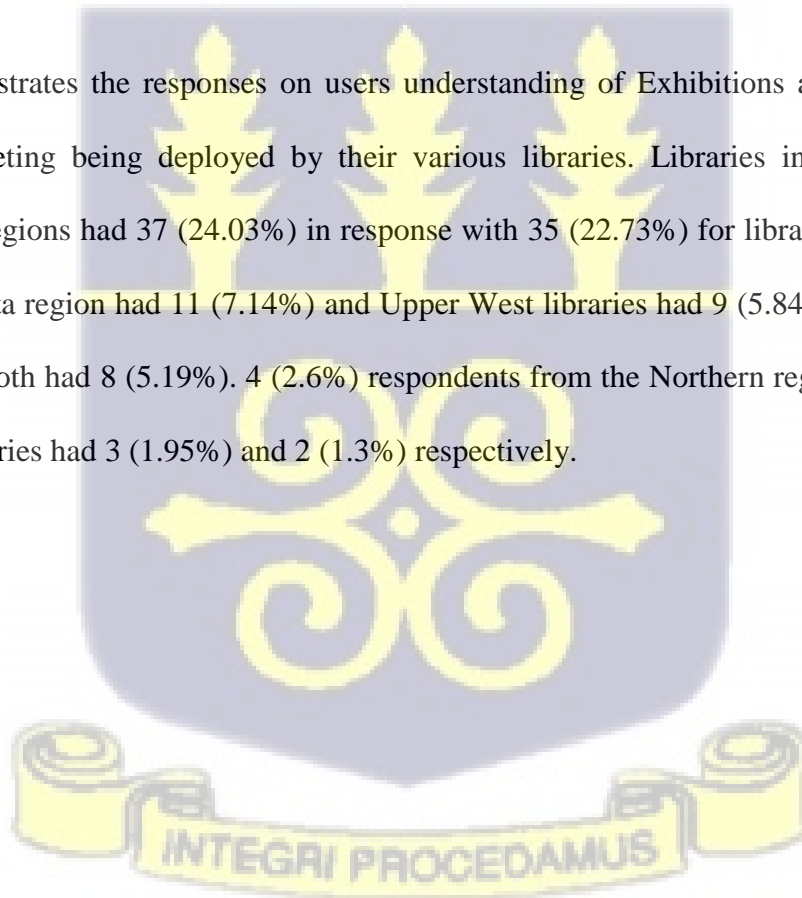 strates the responses on users understanding of Exhibitions a
eting being deployed by their various libraries. Libraries in
egions had 37 (24.03%) in response with 35 (22.73%) for libra
ta region had 11 (7.14%) and Upper West libraries had 9 (5.84
oth had 8 (5.19%). 4 (2.6%) respondents from the Northern reg
ries had 3 (1.95%) and 2 (1.3%) respectively.
INTEGRI PROCEDAMUS